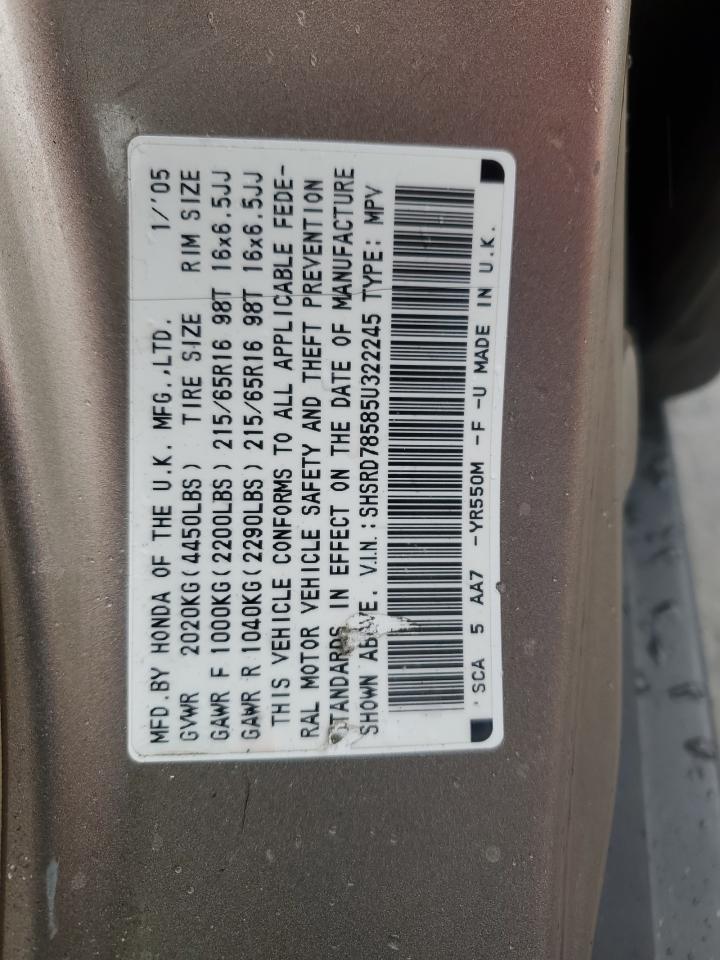 MFD.BY HONDA OF THE U.K. MFG.,LTD. 1/'05
GVWR 2020KG(4450LBS) TIRE SIZE RIM SIZE
GAWR F 1000KG(2200LBS) 215/65R16 98T 16x6.5JJ
GAWR R 1040KG(2290LBS) 215/65R16 98T 16x6.5JJ
THIS VEHICLE CONFORMS TO ALL APPLICABLE FEDE-
RAL MOTOR VEHICLE SAFETY AND THEFT PREVENTION
STANDARDS IN EFFECT ON THE DATE OF MANUFACTURE
SHOWN ABOVE. V.I.N.: SHSRD78585U322245 TYPE: MPV
SCA 5 AA7 -YR550M -F -U MADE IN U.K.